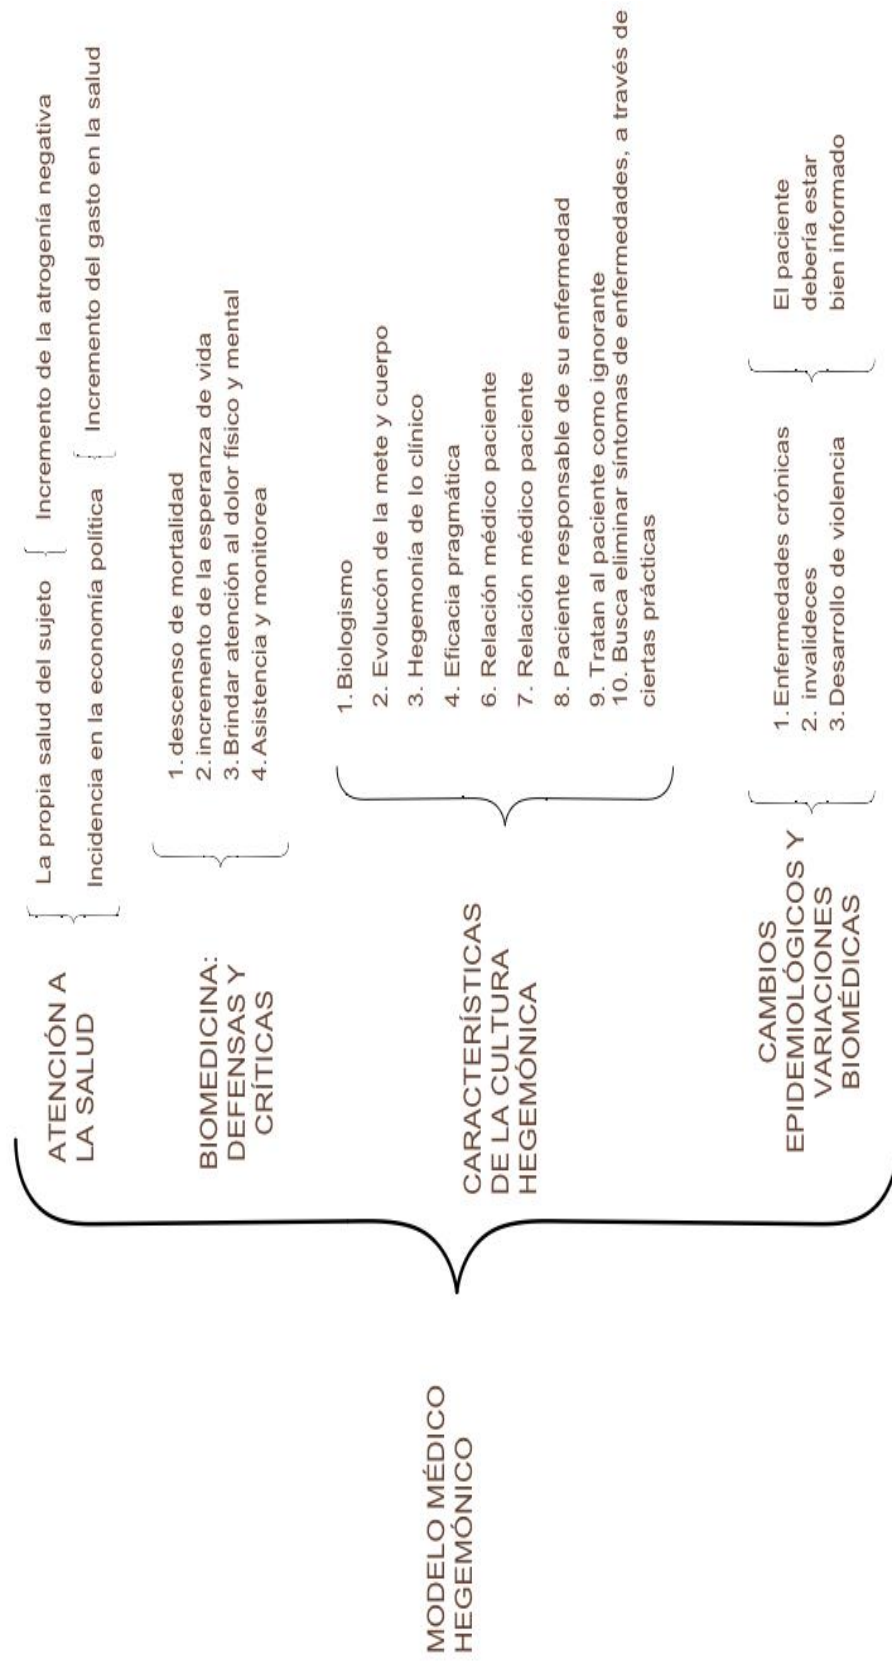 MODELO MÉDICO
HEGEMÓNICO
ATENCIÓN A
LA SALUD
La propia salud del sujeto
Incremento de la atrogenía negativa
Incidencia en la economía política
Incremento del gasto en la salud
BIOMEDICINA:
DEFENSAS Y
CRÍTICAS
1. descenso de mortalidad
2. incremento de la esperanza de vida
3. Brindar atención al dolor físico y mental
4. Asistencia y monitorea
CARACTERÍSTICAS
DE LA CULTURA
HEGEMÓNICA
1. Biologismo
2. Evolucón de la mete y cuerpo
3. Hegemonía de lo clínico
4. Eficacia pragmática
6. Relación médico paciente
7. Relación médico paciente
8. Paciente responsable de su enfermedad
9. Tratan al paciente como ignorante
10. Busca eliminar síntomas de enfermedades, a través de
ciertas prácticas
CAMBIOS
EPIDEMIOLÓGICOS Y
VARIACIONES
BIOMÉDICAS
1. Enfermedades crónicas
2. invalideces
3. Desarrollo de violencia
El paciente
debería estar
bien informado